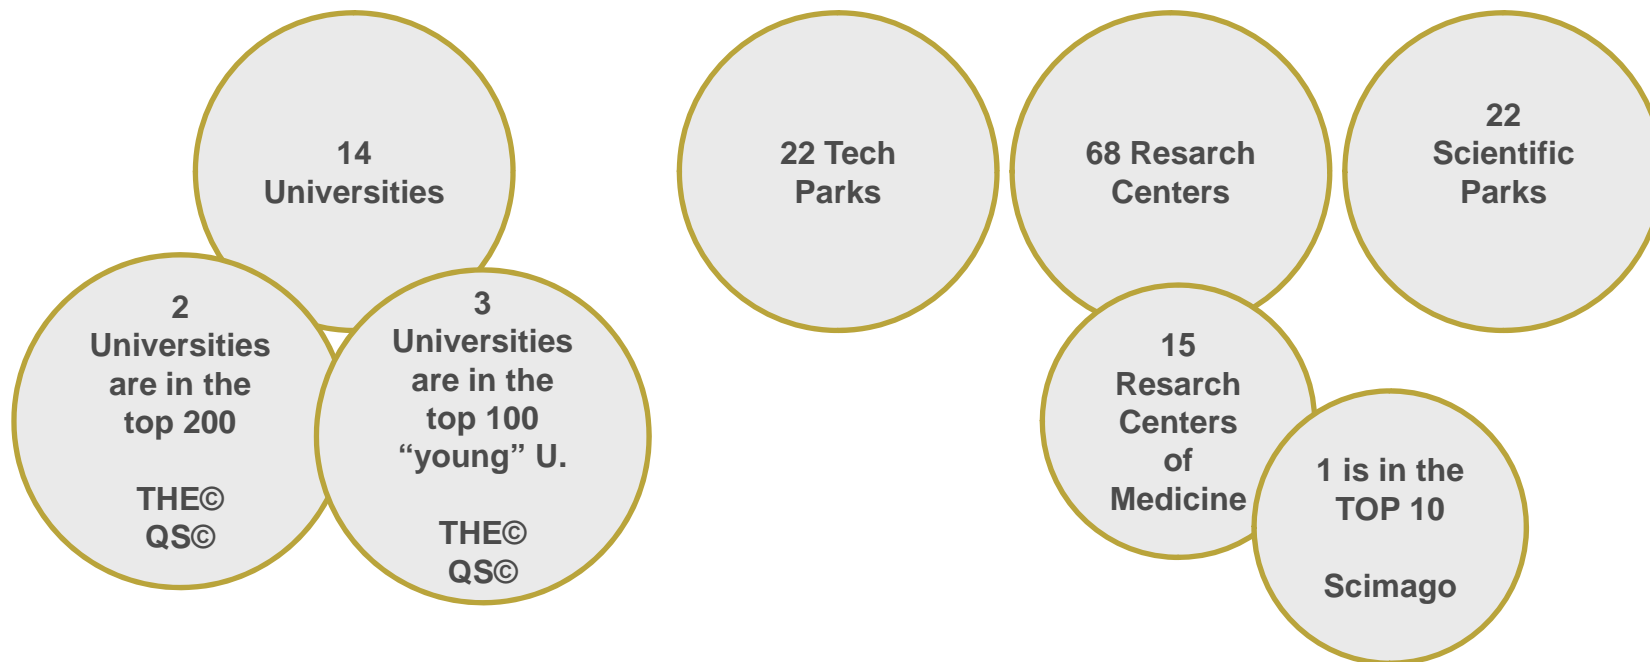 14
Universities
2
Universities
are in the
top 200
THE©
QS©
3
Universities
are in the
top 100
“young” U.
THE©
QS©
22 Tech
Parks
68 Resarch
Centers
15
Resarch
Centers
of
Medicine
1 is in the
TOP 10
Scimago
22
Scientific
Parks